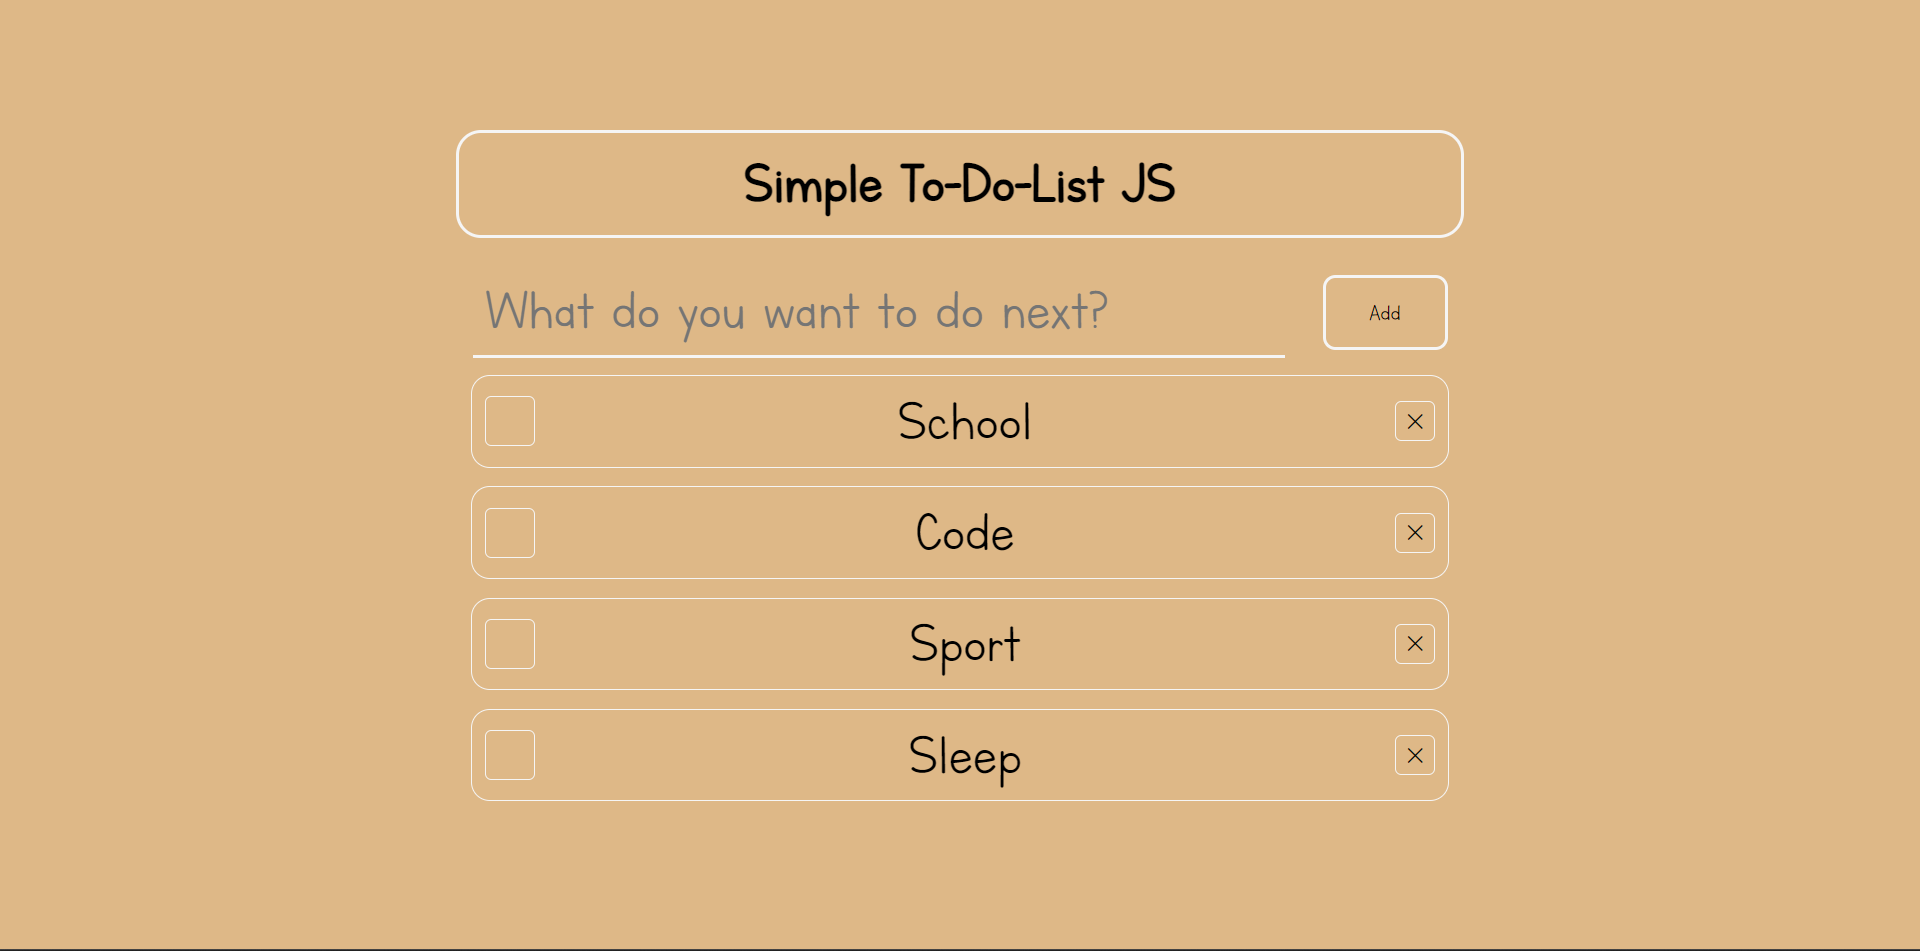 Simple To-Do-List JS
What do you want to do next?
Add
School
×
Code
×
Sport
×
Sleep
×